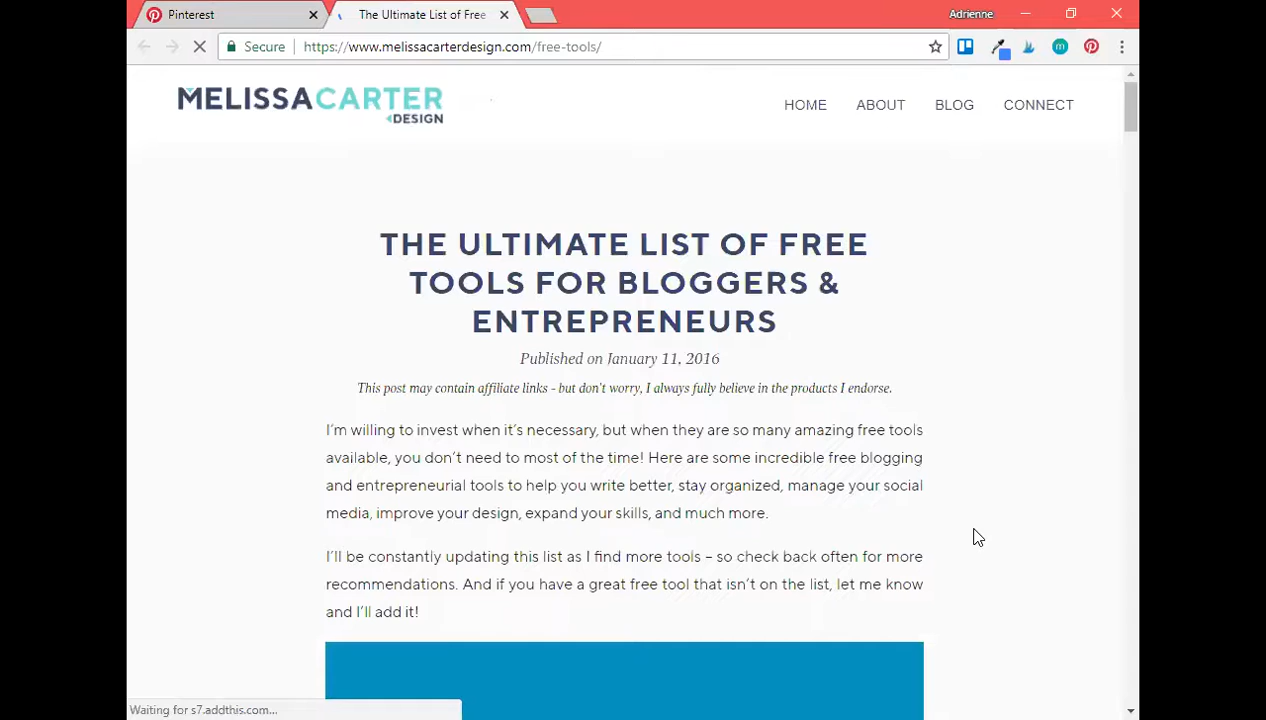 Pinterest
The Ultimate List of Free
Adrienne
Secure https://www.melissacarterdesign.com/free-tools/
MELISSACARTER
DESIGN
HOME ABOUT BLOG CONNECT
THE ULTIMATE LIST OF FREE
TOOLS FOR BLOGGERS &
ENTREPRENEURS
Published on January 11, 2016
This post may contain affiliate links - but don't worry, I always fully believe in the products I endorse.
I'm willing to invest when it's necessary, but when they are so many amazing free tools
available, you don't need to most of the time! Here are some incredible free blogging
and entrepreneurial tools to help you write better, stay organized, manage your social
media, improve your design, expand your skills, and much more.
I'll be constantly updating this list as I find more tools – so check back often for more
recommendations. And if you have a great free tool that isn't on the list, let me know
and I'll add it!
Waiting for s7.addthis.com...